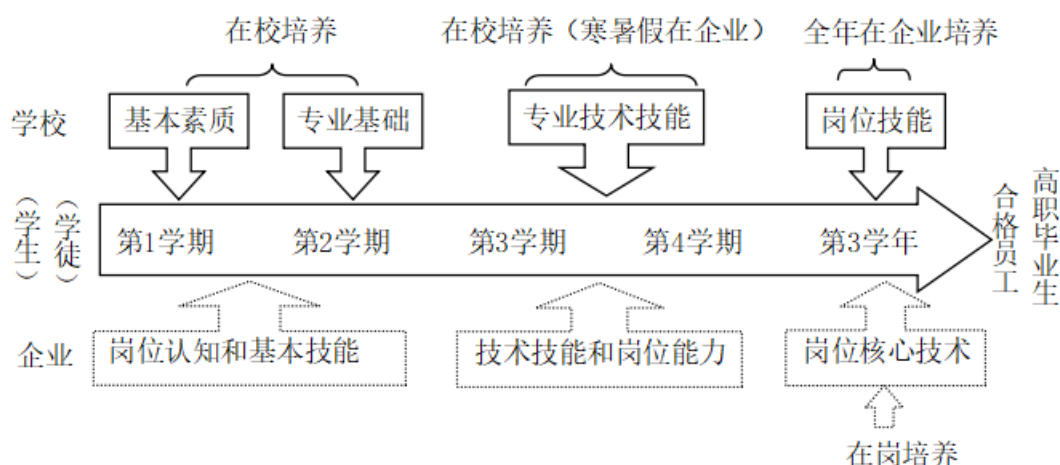 在校培养
在校培养（寒暑假在企业）
全年在企业培养
学校
基本素质
专业基础
专业技术技能
岗位技能
（学生）
（学徒）
第1学期
第2学期
第3学期
第4学期
第3学年
合格员工
高职毕业生
企业
岗位认知和基本技能
技术技能和岗位能力
岗位核心技术
在岗培养